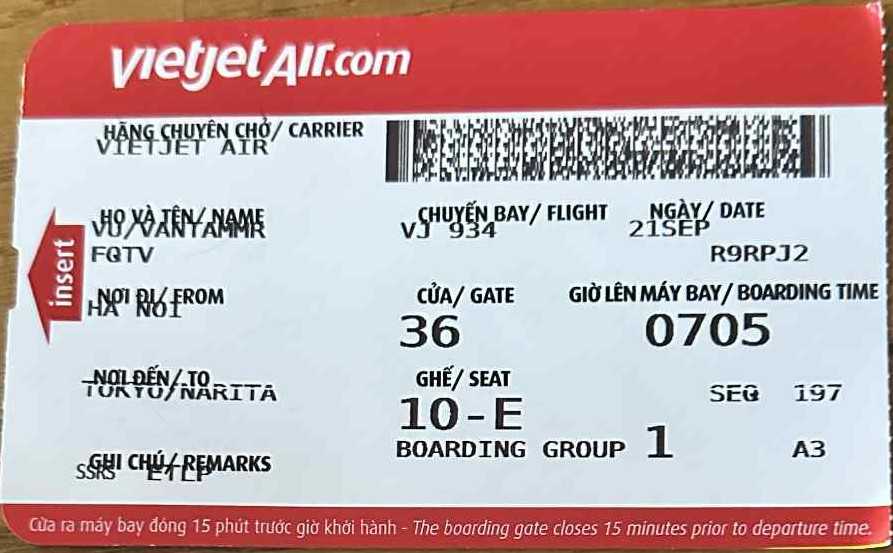 vietjetAir.com
HÃNG CHUYÊN CHỞ/ CARRIER
VIETJET AIR
HỌ VÀ TÊN/ NAME
VU/VANTAMMR
FQTV
CHUYẾN BAY/ FLIGHT
VJ 934
NGÀY/ DATE
21SEP
R9RPJ2
insert
NƠI ĐI/ FROM
HA NOI
CỬA/ GATE
36
GIỜ LÊN MÁY BAY/ BOARDING TIME
0705
NƠI ĐẾN/ TO
TOKYO/NARITA
GHẾ/ SEAT
10-E
SEQ 197
BOARDING GROUP 1
A3
GHI CHÚ/ REMARKS
SSRS ETLP
Cửa ra máy bay đóng 15 phút trước giờ khởi hành - The boarding gate closes 15 minutes prior to departure time.